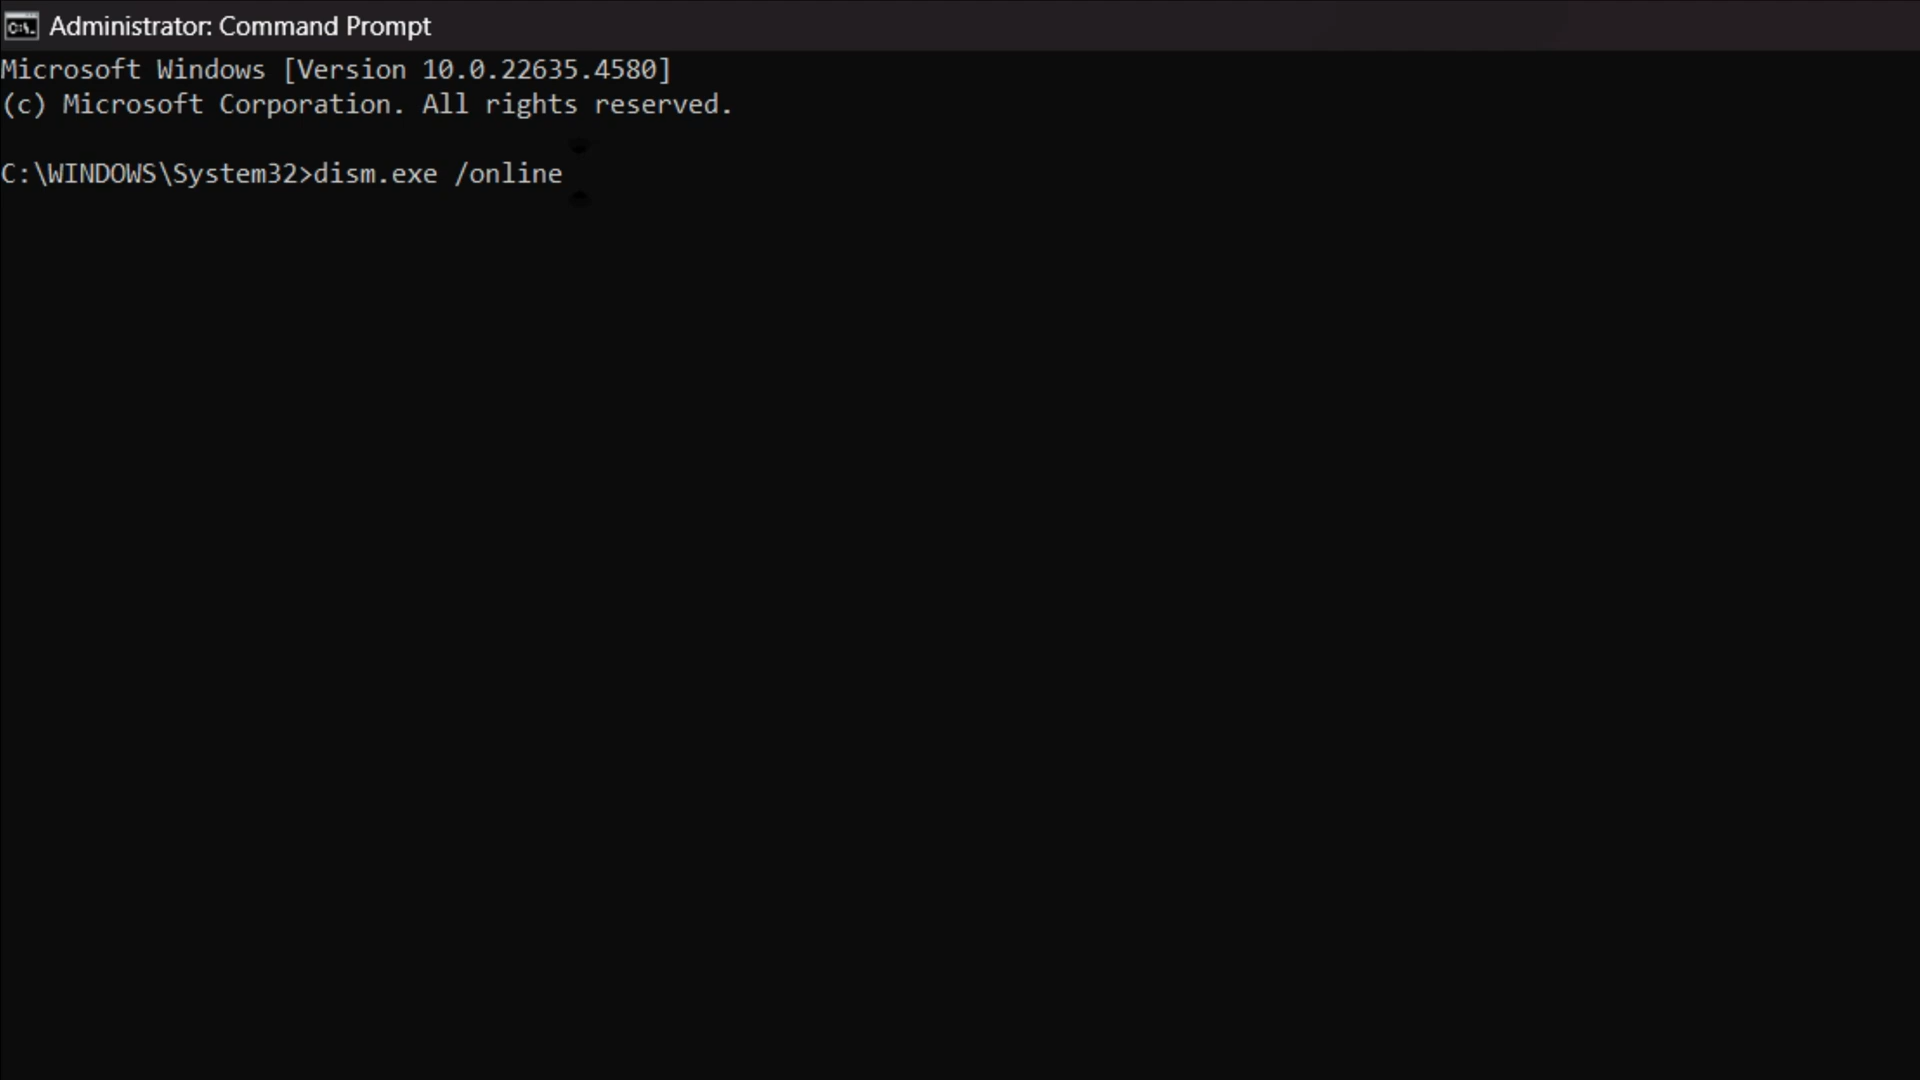 Administrator: Command Prompt
Microsoft Windows [Version 10.0.22635.4580]
(c) Microsoft Corporation. All rights reserved.
C:\WINDOWS\System32>dism.exe /online